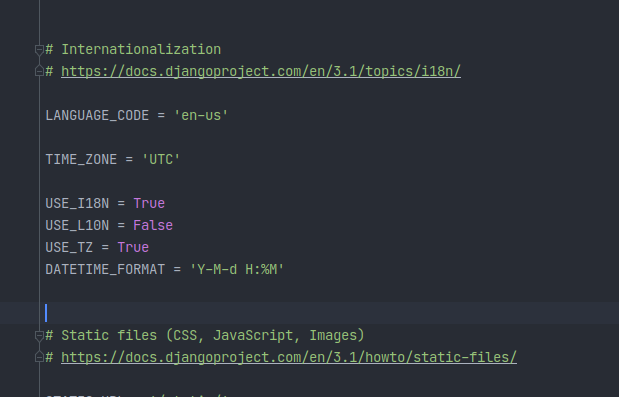 # Internationalization
# https://docs.djangoproject.com/en/3.1/topics/i18n/
LANGUAGE_CODE = 'en-us'
TIME_ZONE = 'UTC'
USE_I18N = True
USE_L10N = False
USE_TZ = True
DATETIME_FORMAT = 'Y-M-d H:%M'
# Static files (CSS, JavaScript, Images)
# https://docs.djangoproject.com/en/3.1/howto/static-files/